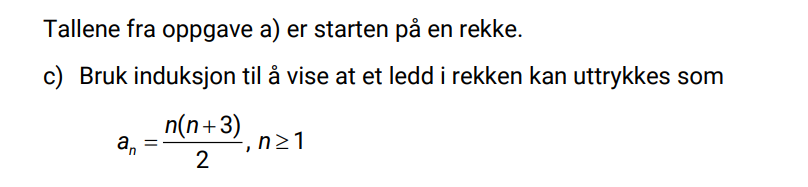 Tallene fra oppgave a) er starten på en rekke.
c) Bruk induksjon til å vise at et ledd i rekken kan uttrykkes som
aₙ = n(n+3)/2, n ≥ 1